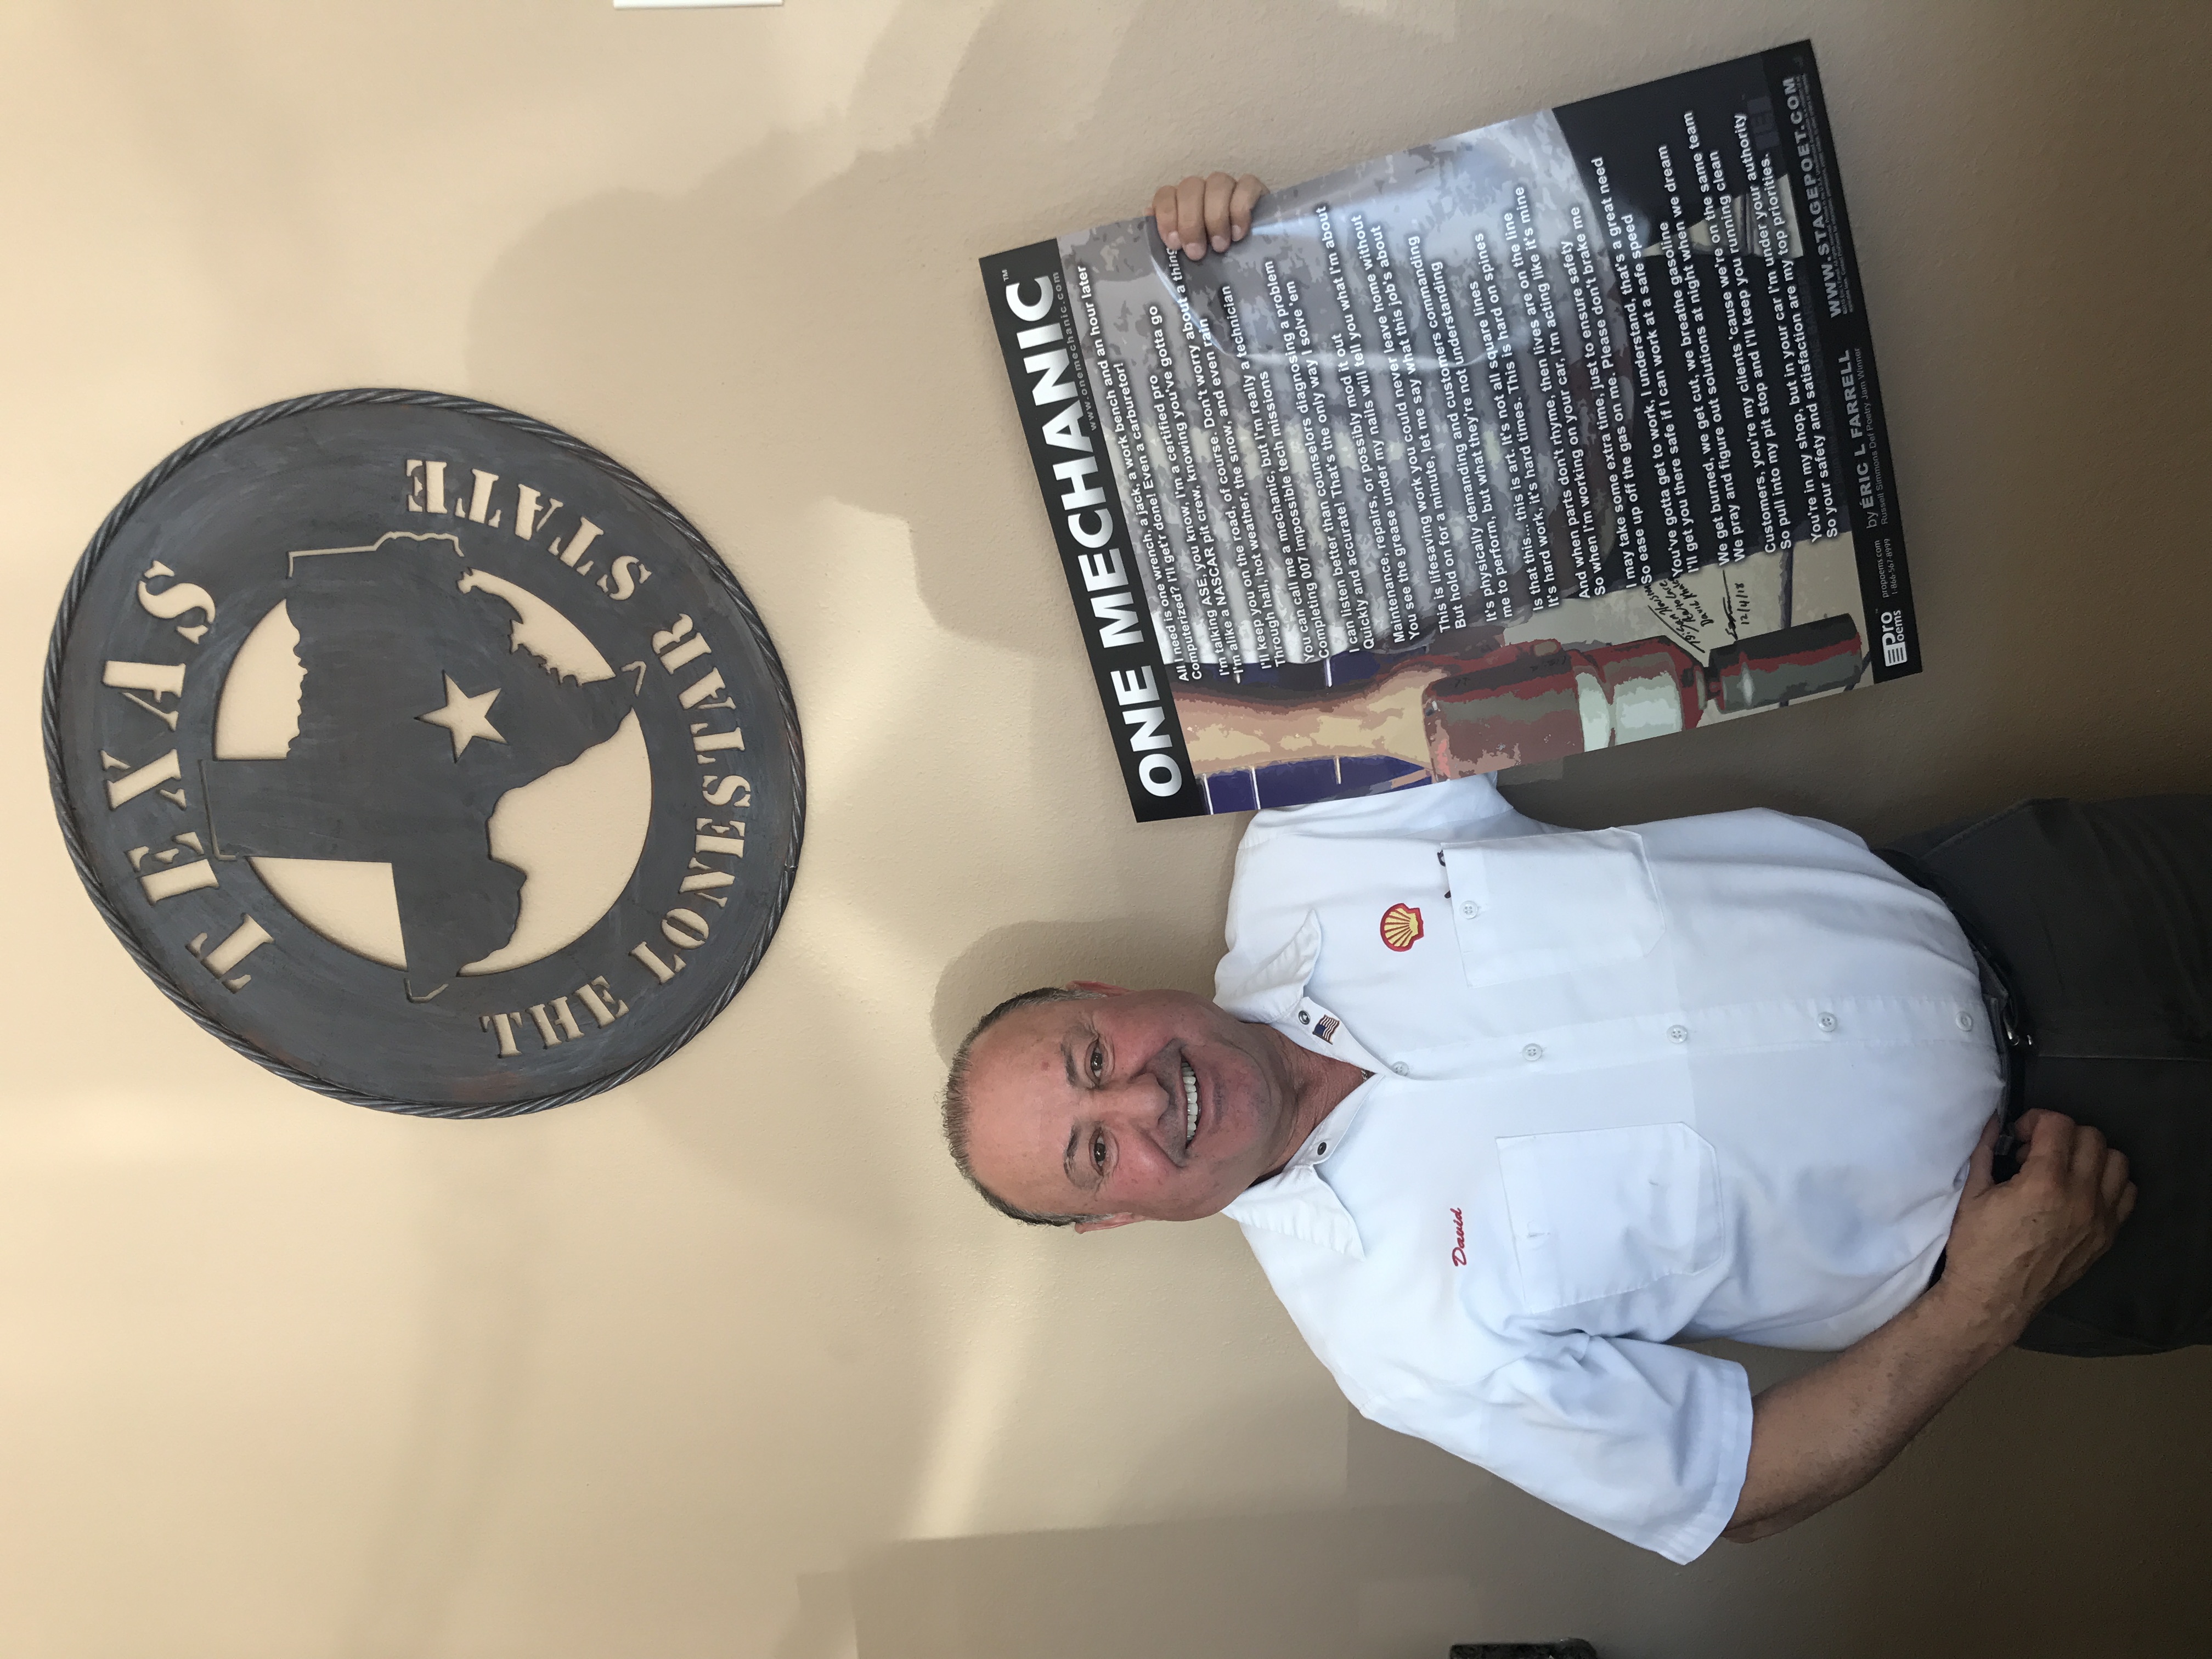 TEXAS
THE LONESTAR STATE
ONE MECHANIC™
www.onemechanic.com
All I need is one wrench, a jack, a work bench and an hour later
Computerized? I'll get'r done! Even a carburetor!
I'm talking ASE, you know, I'm a certified pro
I'm alike a NASCAR pit crew, knowing you've gotta go
I'll keep you on the road, of course. Don't worry about a thing
Through hail, hot weather, the snow, and even rain
You can call me a mechanic, but I'm really a technician
Completing 007 impossible tech missions
I can listen better than counselors diagnosing a problem
Quickly and accurate! That's the only way I solve 'em
Maintenance, repairs, or possibly mod it out
You see the grease under my nails will tell you what I'm about
This is lifesaving work you could never leave home without
But hold on for a minute, let me say what this job's about
It's physically demanding and customers commanding
me to perform, but what they're not understanding
Is that this... this is art. It's not all square lines
It's hard work, it's hard times. This is hard on spines
And when parts don't rhyme, then lives are on the line
So when I'm working on your car, I'm acting like it's mine
I may take some extra time, just to ensure safety
So ease up off the gas on me. Please don't brake me
You've gotta get to work, I understand, that's a great need
I'll get you there safe if I can work at a safe speed
We get burned, we get cut, we breathe the gasoline
We pray and figure out solutions at night when we dream
Customers, you're my clients 'cause we're on the same team
So pull into my pit stop and I'll keep you running clean
You're in my shop, but in your car I'm under your authority
So your safety and satisfaction are my top priorities.
12/4/18
Pro
Poems
propoems.com
1-866-567-8999
by ÉRIC L. FARRELL
Russell Simmons Def Poetry Jam Winner
WWW.STAGEPOET.COM
David